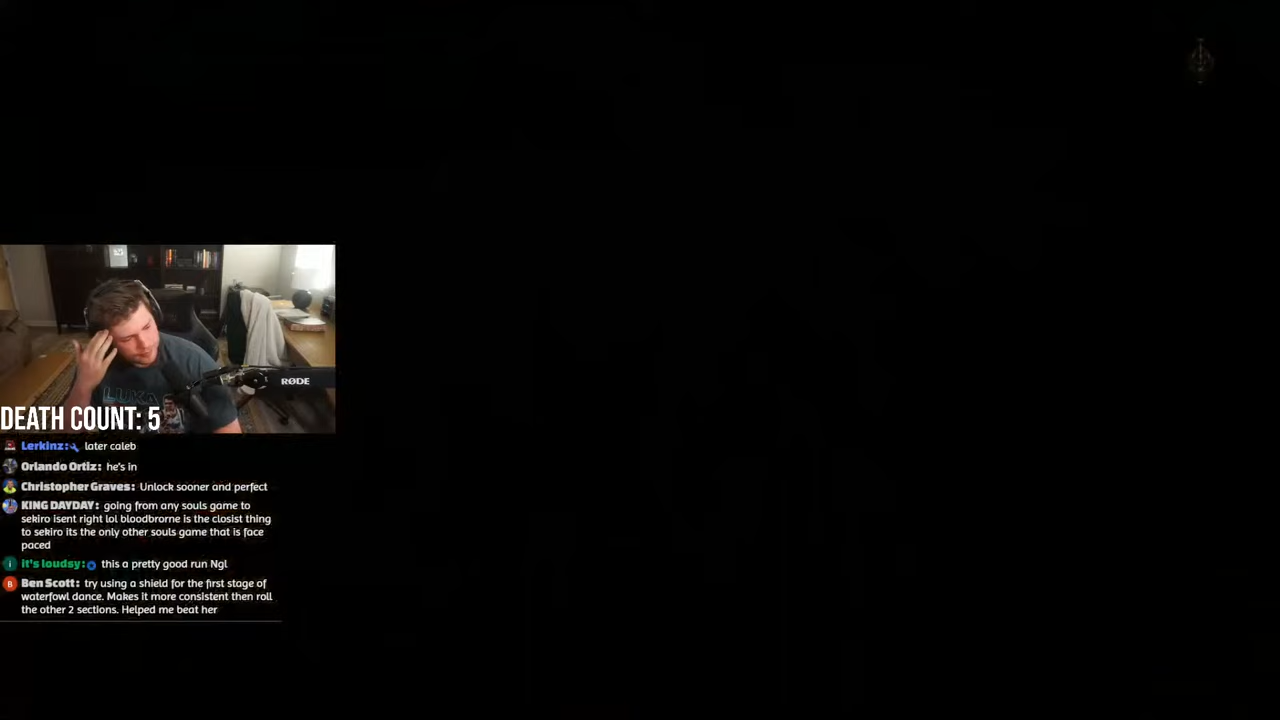 LUKA
RØDE
DEATH COUNT: 5
Lerkinz: later caleb
Orlando Ortiz: he's in
Christopher Graves: Unlock sooner and perfect
KING DAYDAY: going from any souls game to
sekiro isent right lol bloodbrorne is the closist thing
to sekiro its the only other souls game that is face
paced
it's loudsy: this a pretty good run Ngl
Ben Scott: try using a shield for the first stage of
waterfowl dance. Makes it more consistent then roll
the other 2 sections. Helped me beat her